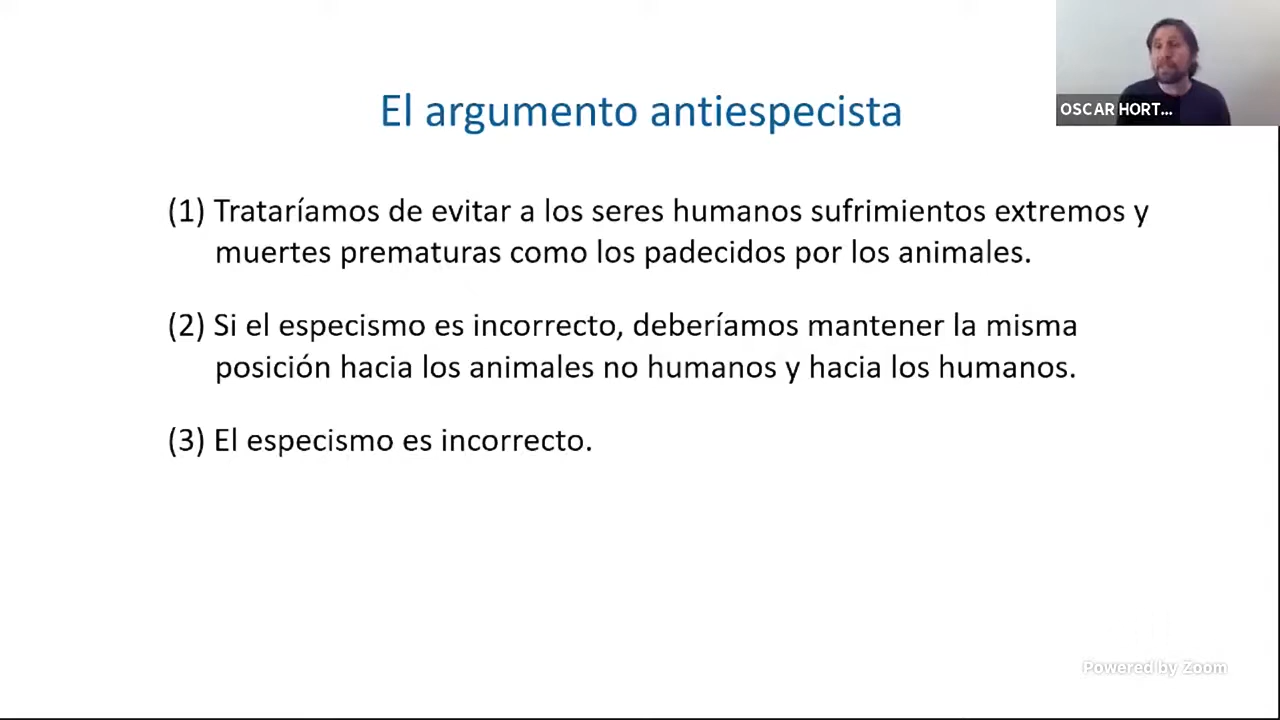 El argumento antiespecista
OSCAR HORT...
(1) Trataríamos de evitar a los seres humanos sufrimientos extremos y
muertes prematuras como los padecidos por los animales.
(2) Si el especismo es incorrecto, deberíamos mantener la misma
posición hacia los animales no humanos y hacia los humanos.
(3) El especismo es incorrecto.
Powered by Zoom